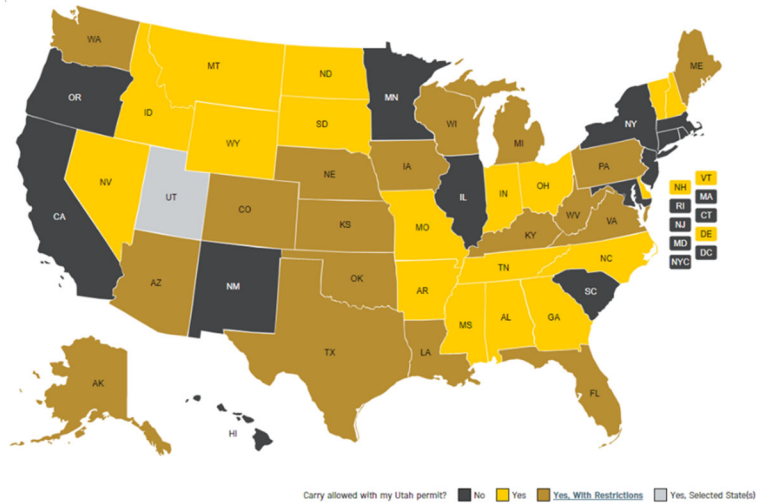 WA
MT
ND
MN
ME
OR
ID
SD
WI
MI
NY
WY
IA
NE
PA
NV
UT
CO
IL
IN
OH
WV
VA
CA
KS
MO
KY
NC
AZ
NM
OK
AR
TN
SC
MS
AL
GA
TX
LA
AK
FL
HI
VT
NH
MA
RI
CT
NJ
DE
MD
DC
NYC
Carry allowed with my Utah permit? No Yes Yes, With Restrictions Yes, Selected State(s)